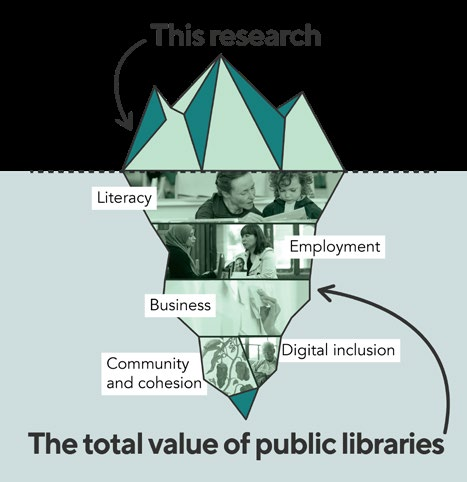 This research
Literacy
Employment
Business
Digital inclusion
Community
and cohesion
The total value of public libraries